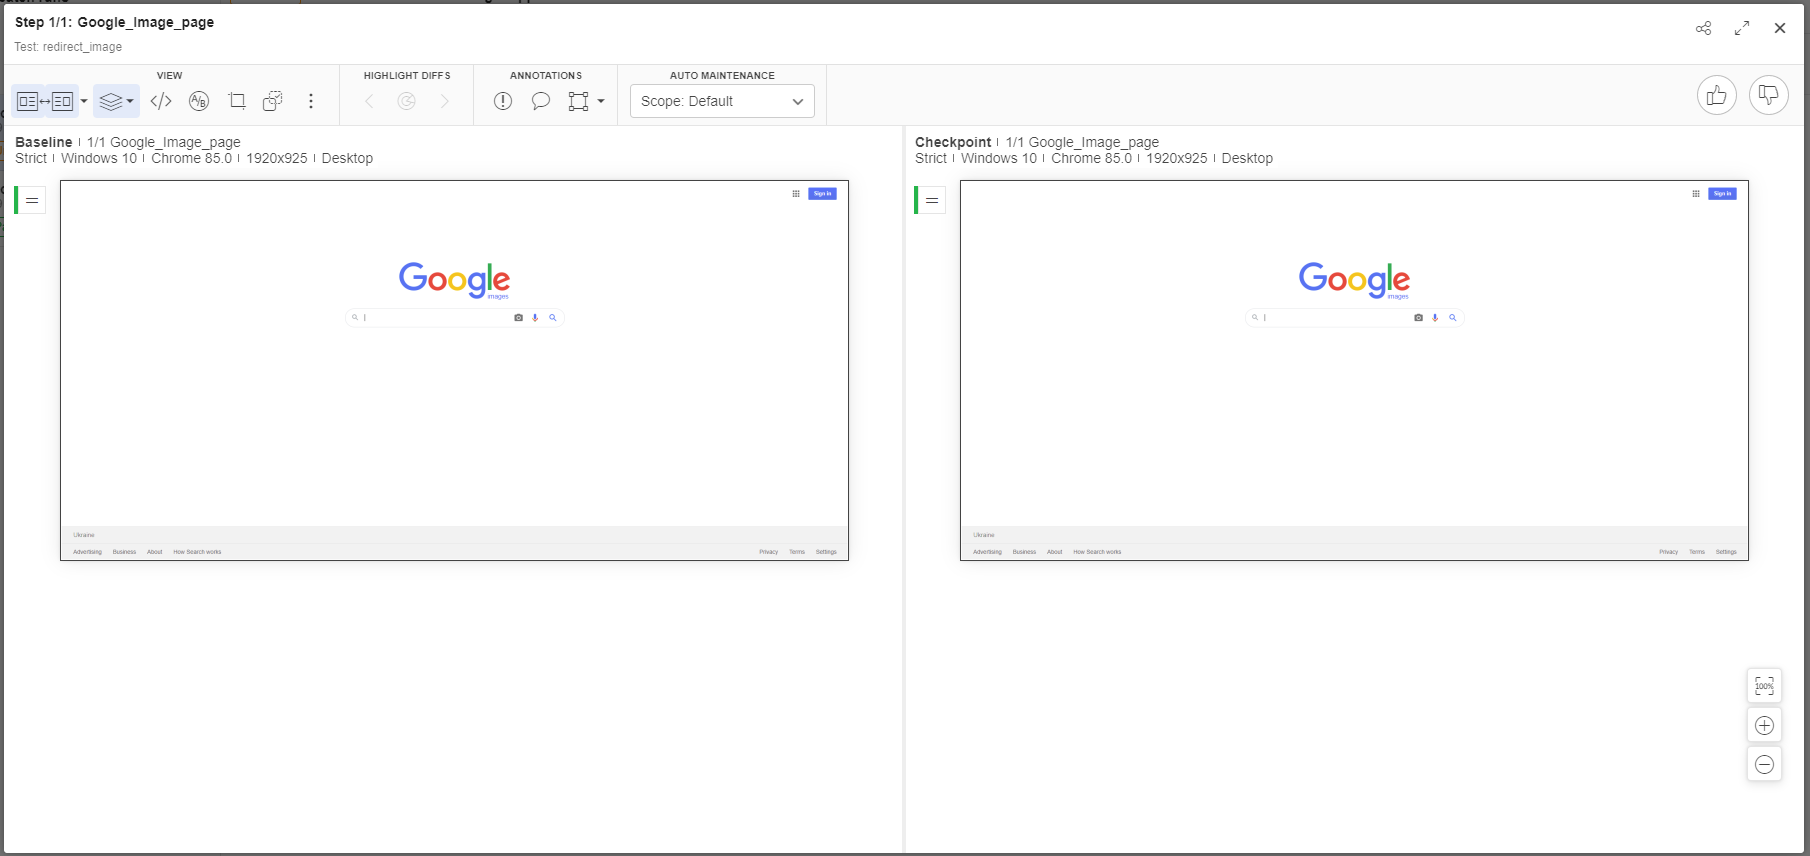 Step 1/1: Google_Image_page
Test: redirect_image
VIEW
HIGHLIGHT DIFFS
ANNOTATIONS
AUTO MAINTENANCE
A/B
Scope: Default
Baseline | 1/1 Google_Image_page
Strict | Windows 10 | Chrome 85.0 | 1920x925 | Desktop
Sign in
Google
images
Ukraine
Advertising Business About How Search works Privacy Terms Settings
Checkpoint | 1/1 Google_Image_page
Strict | Windows 10 | Chrome 85.0 | 1920x925 | Desktop
Sign in
Google
images
Ukraine
Advertising Business About How Search works Privacy Terms Settings
100%